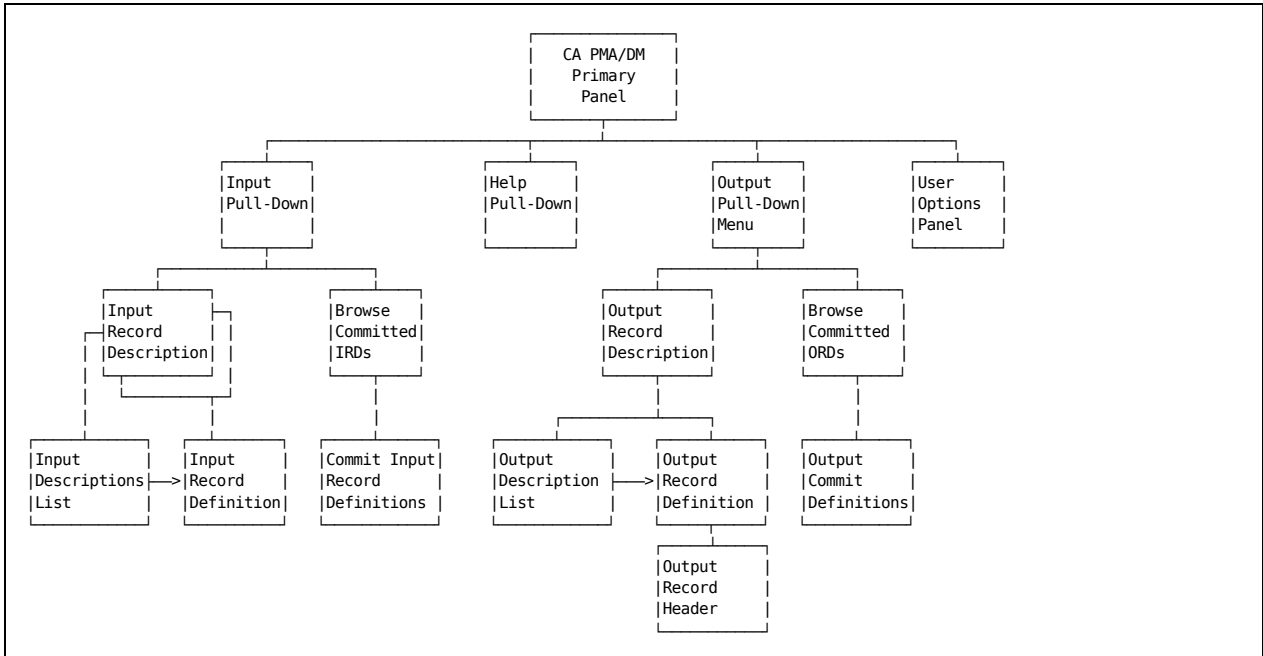 CA PMA/DM
Primary
Panel
Input
Pull-Down
Help
Pull-Down
Output
Pull-Down
Menu
User
Options
Panel
Input
Record
Description
Browse
Committed
IRDs
Output
Record
Description
Browse
Committed
ORDs
Input
Descriptions
List
Input
Record
Definition
Commit Input
Record
Definitions
Output
Description
List
Output
Record
Definition
Output
Commit
Definitions
Output
Record
Header